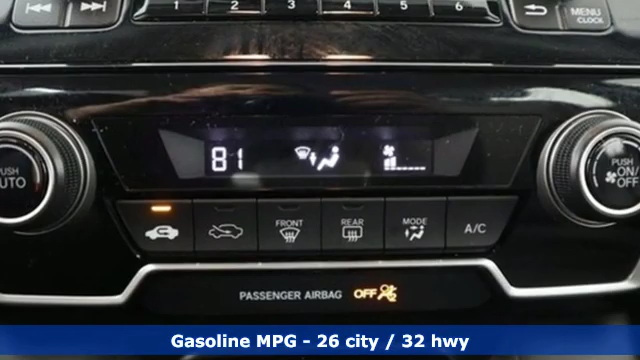 1 2 3 4 5 6
MENU
CLOCK
81
PUSH
AUTO
PUSH
ON/
OFF
FRONT
REAR
MODE
A/C
PASSENGER AIRBAG OFF
Gasoline MPG - 26 city / 32 hwy